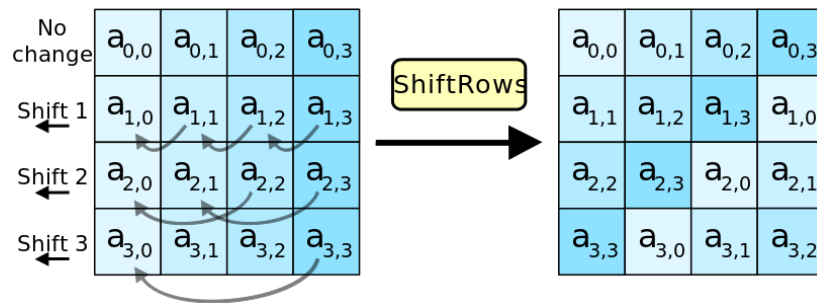 No change a0,0 a0,1 a0,2 a0,3
Shift 1 a1,0 a1,1 a1,2 a1,3
Shift 2 a2,0 a2,1 a2,2 a2,3
Shift 3 a3,0 a3,1 a3,2 a3,3
ShiftRows
a0,0 a0,1 a0,2 a0,3
a1,1 a1,2 a1,3 a1,0
a2,2 a2,3 a2,0 a2,1
a3,3 a3,0 a3,1 a3,2